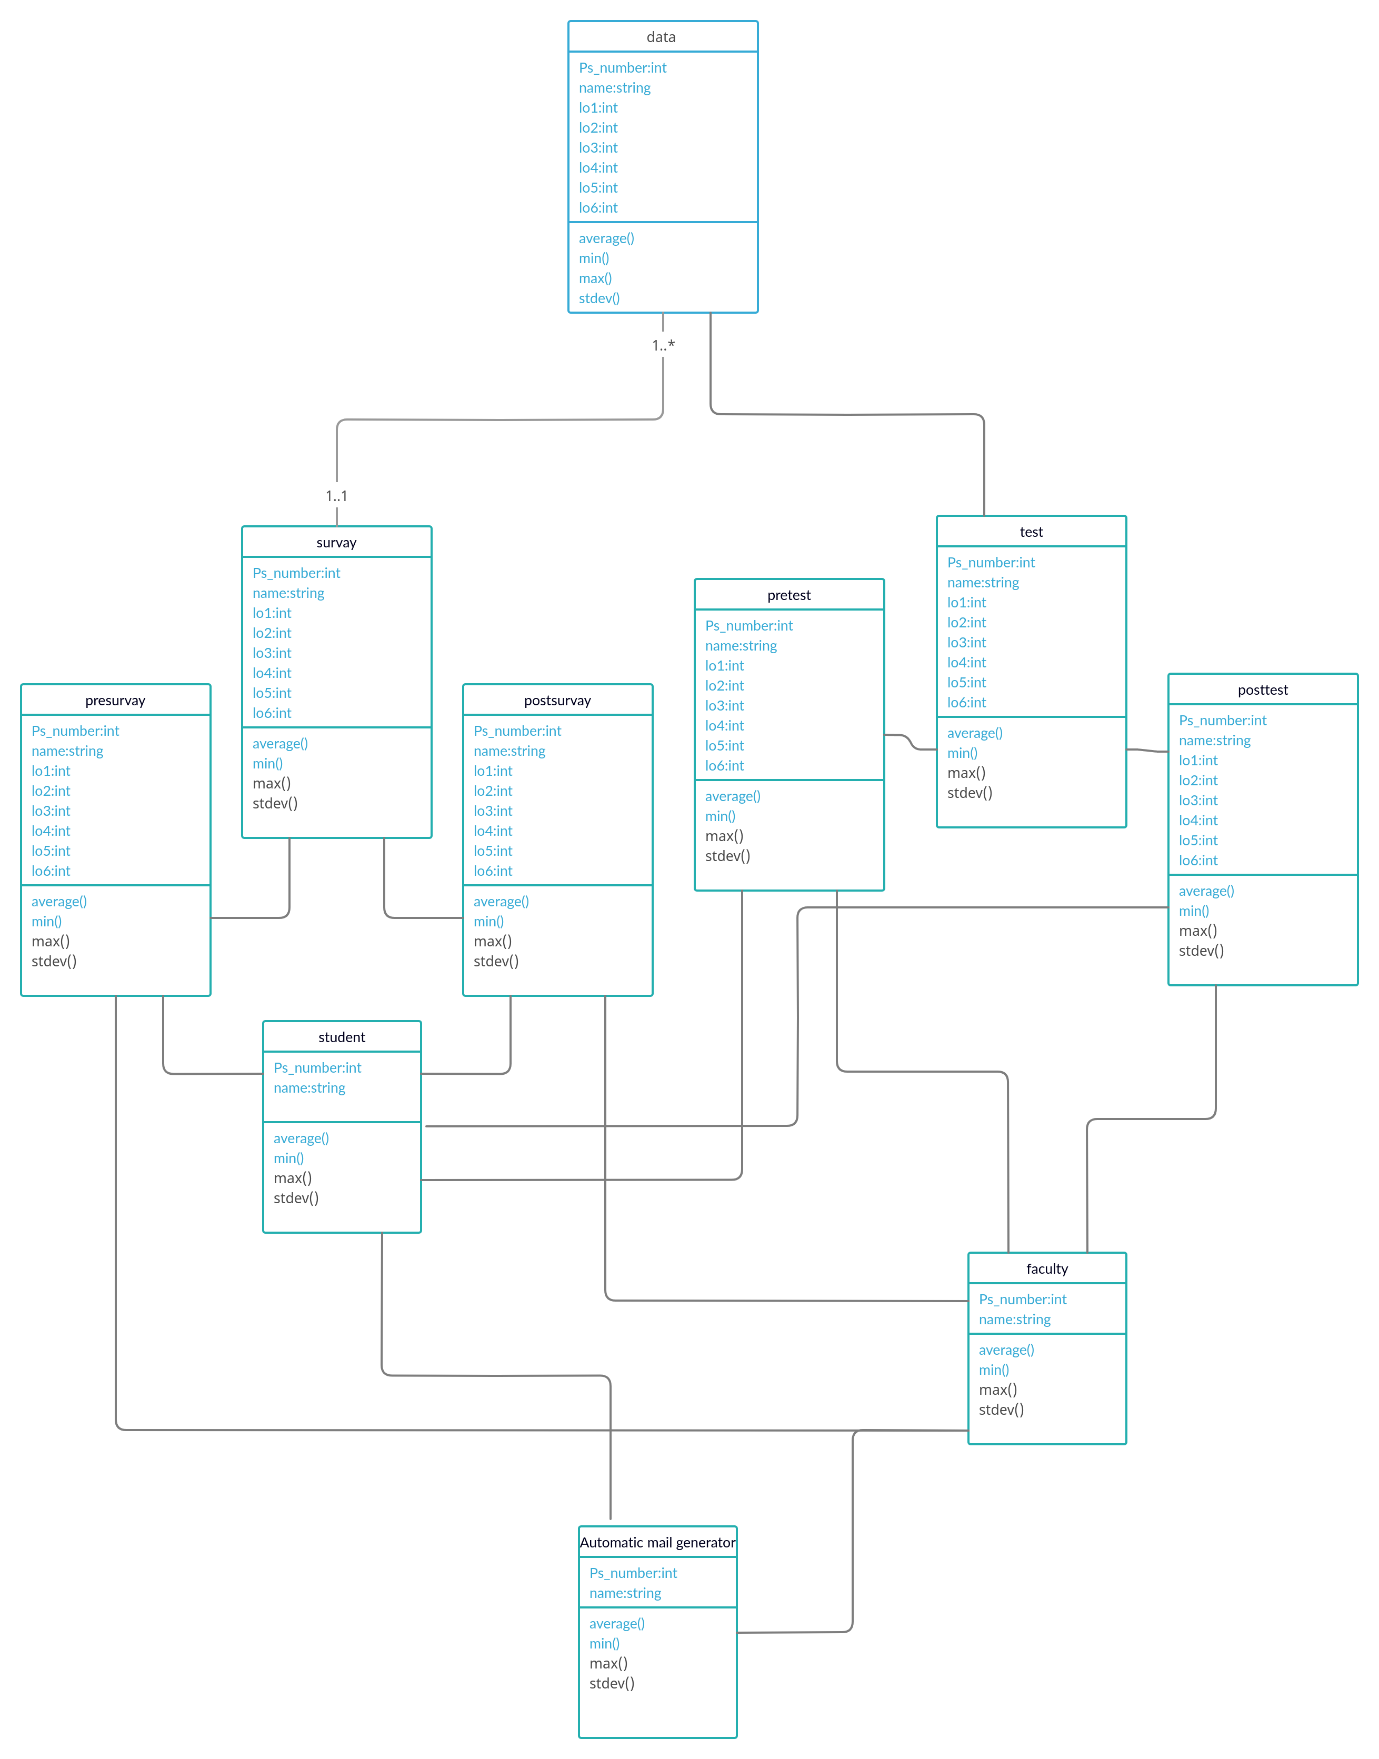 data
Ps_number:int
name:string
lo1:int
lo2:int
lo3:int
lo4:int
lo5:int
lo6:int
average()
min()
max()
stdev()
1..*
1..1
survay
Ps_number:int
name:string
lo1:int
lo2:int
lo3:int
lo4:int
lo5:int
lo6:int
average()
min()
max()
stdev()
test
Ps_number:int
name:string
lo1:int
lo2:int
lo3:int
lo4:int
lo5:int
lo6:int
average()
min()
max()
stdev()
pretest
Ps_number:int
name:string
lo1:int
lo2:int
lo3:int
lo4:int
lo5:int
lo6:int
average()
min()
max()
stdev()
posttest
Ps_number:int
name:string
lo1:int
lo2:int
lo3:int
lo4:int
lo5:int
lo6:int
average()
min()
max()
stdev()
presurvay
Ps_number:int
name:string
lo1:int
lo2:int
lo3:int
lo4:int
lo5:int
lo6:int
average()
min()
max()
stdev()
postsurvay
Ps_number:int
name:string
lo1:int
lo2:int
lo3:int
lo4:int
lo5:int
lo6:int
average()
min()
max()
stdev()
student
Ps_number:int
name:string
average()
min()
max()
stdev()
faculty
Ps_number:int
name:string
average()
min()
max()
stdev()
Automatic mail generator
Ps_number:int
name:string
average()
min()
max()
stdev()